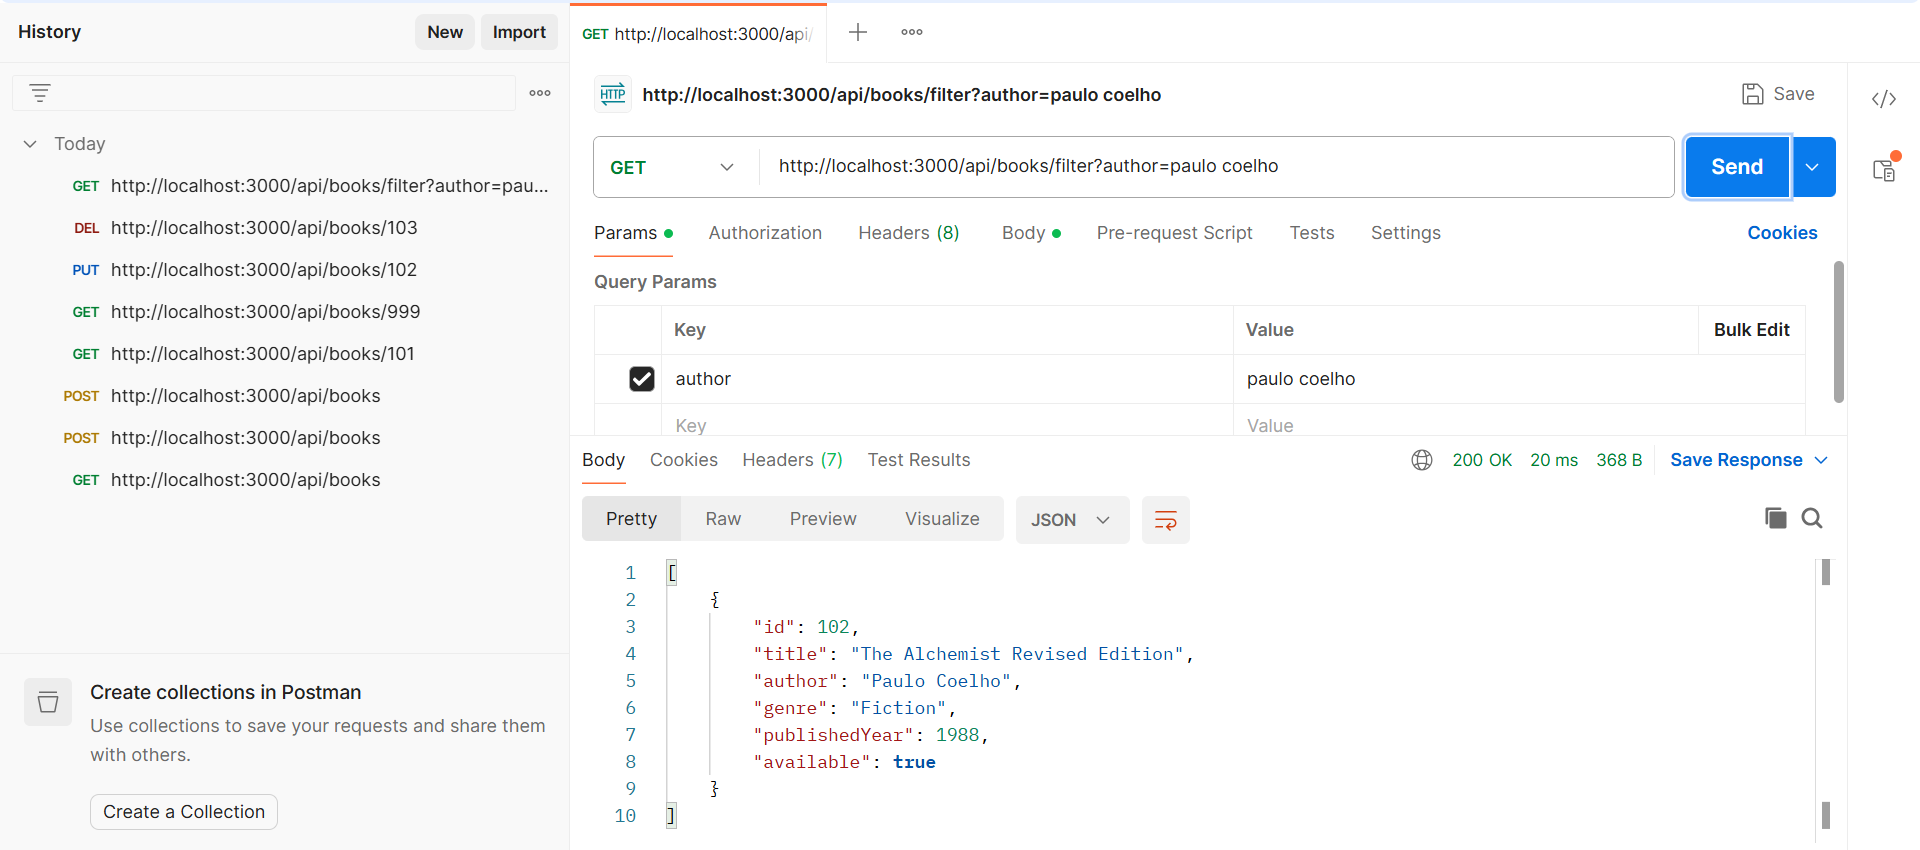 History
New
Import
Today
GET http://localhost:3000/api/books/filter?author=pau...
DEL http://localhost:3000/api/books/103
PUT http://localhost:3000/api/books/102
GET http://localhost:3000/api/books/999
GET http://localhost:3000/api/books/101
POST http://localhost:3000/api/books
POST http://localhost:3000/api/books
GET http://localhost:3000/api/books
Create collections in Postman
Use collections to save your requests and share them
with others.
Create a Collection
GET http://localhost:3000/api/
HTTP http://localhost:3000/api/books/filter?author=paulo coelho
Save
GET http://localhost:3000/api/books/filter?author=paulo coelho
Send
Params Authorization Headers (8) Body Pre-request Script Tests Settings Cookies
Query Params
Key Value Bulk Edit
author paulo coelho
Key Value
Body Cookies Headers (7) Test Results 200 OK 20 ms 368 B Save Response
Pretty Raw Preview Visualize JSON
1 [
2 {
3 "id": 102,
4 "title": "The Alchemist Revised Edition",
5 "author": "Paulo Coelho",
6 "genre": "Fiction",
7 "publishedYear": 1988,
8 "available": true
9 }
10 ]